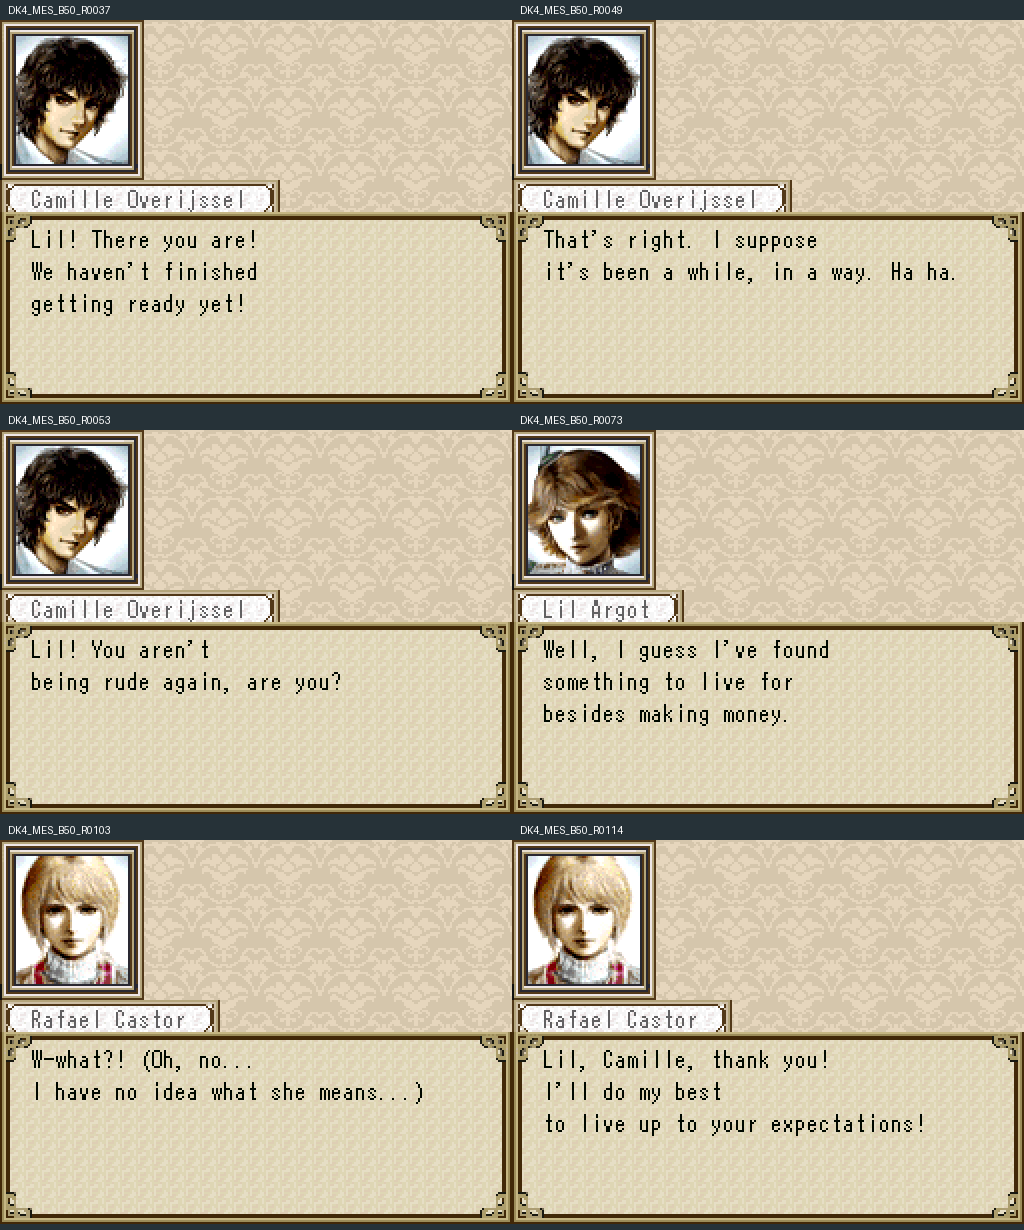 DK4_MES_B50_R0037
Camille Overijssel
Lil! There you are!
We haven't finished
getting ready yet!
DK4_MES_B50_R0049
Camille Overijssel
That's right. I suppose
it's been a while, in a way. Ha ha.
DK4_MES_B50_R0053
Camille Overijssel
Lil! You aren't
being rude again, are you?
DK4_MES_B50_R0073
Lil Argot
Well, I guess I've found
something to live for
besides making money.
DK4_MES_B50_R0103
Rafael Castor
W-what?! (Oh, no...
I have no idea what she means...)
DK4_MES_B50_R0114
Rafael Castor
Lil, Camille, thank you!
I'll do my best
to live up to your expectations!